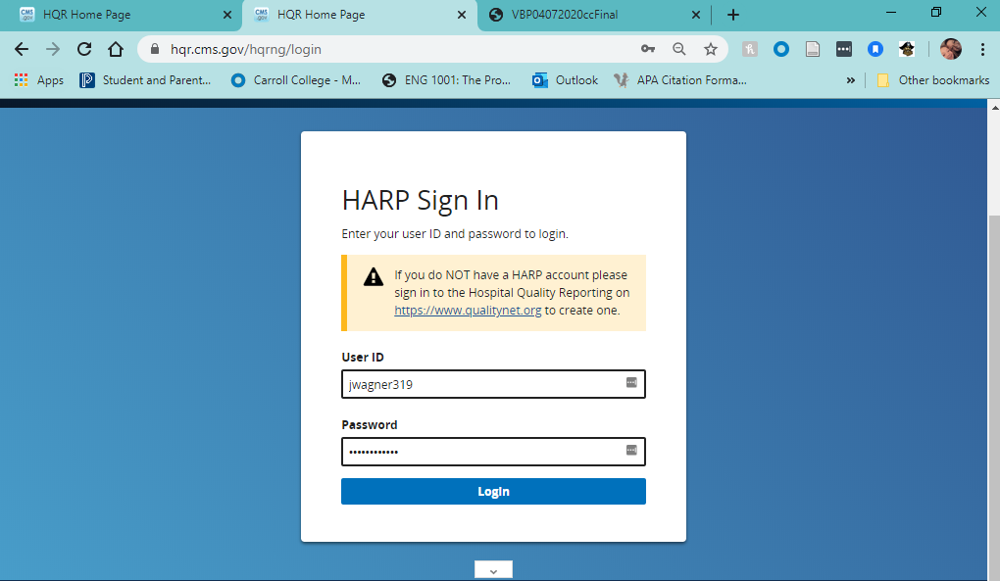 HQR Home Page
HQR Home Page
VBP04072020ccFinal
hqr.cms.gov/hqrng/login
Apps
Student and Parent...
Carroll College - M...
ENG 1001: The Pro...
Outlook
APA Citation Forma...
»
Other bookmarks
HARP Sign In
Enter your user ID and password to login.
If you do NOT have a HARP account please
sign in to the Hospital Quality Reporting on
https://www.qualitynet.org to create one.
User ID
jwagner319
Password
••••••••••••
Login